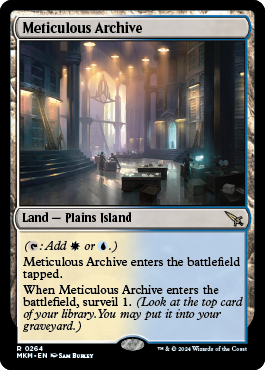 Meticulous Archive
Land — Plains Island
(: Add or .)
Meticulous Archive enters the battlefield
tapped.
When Meticulous Archive enters the
battlefield, surveil 1. (Look at the top card
of your library.You may put it into your
graveyard.)
R 0264
MKM • EN SAM BURLEY
™ & © 2024 Wizards of the Coast